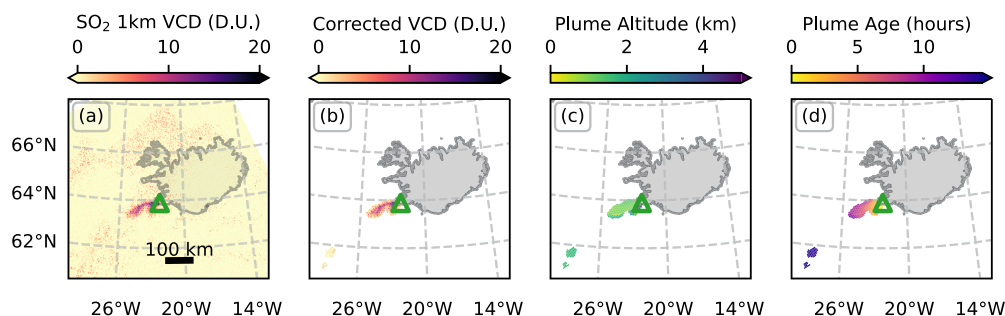 SO₂ 1km VCD (D.U.)
0 10 20
Corrected VCD (D.U.)
0 10 20
Plume Altitude (km)
0 2 4
Plume Age (hours)
0 5 10
(a)
(b)
(c)
(d)
66°N
64°N
62°N
100 km
26°W 20°W 14°W
26°W 20°W 14°W
26°W 20°W 14°W
26°W 20°W 14°W